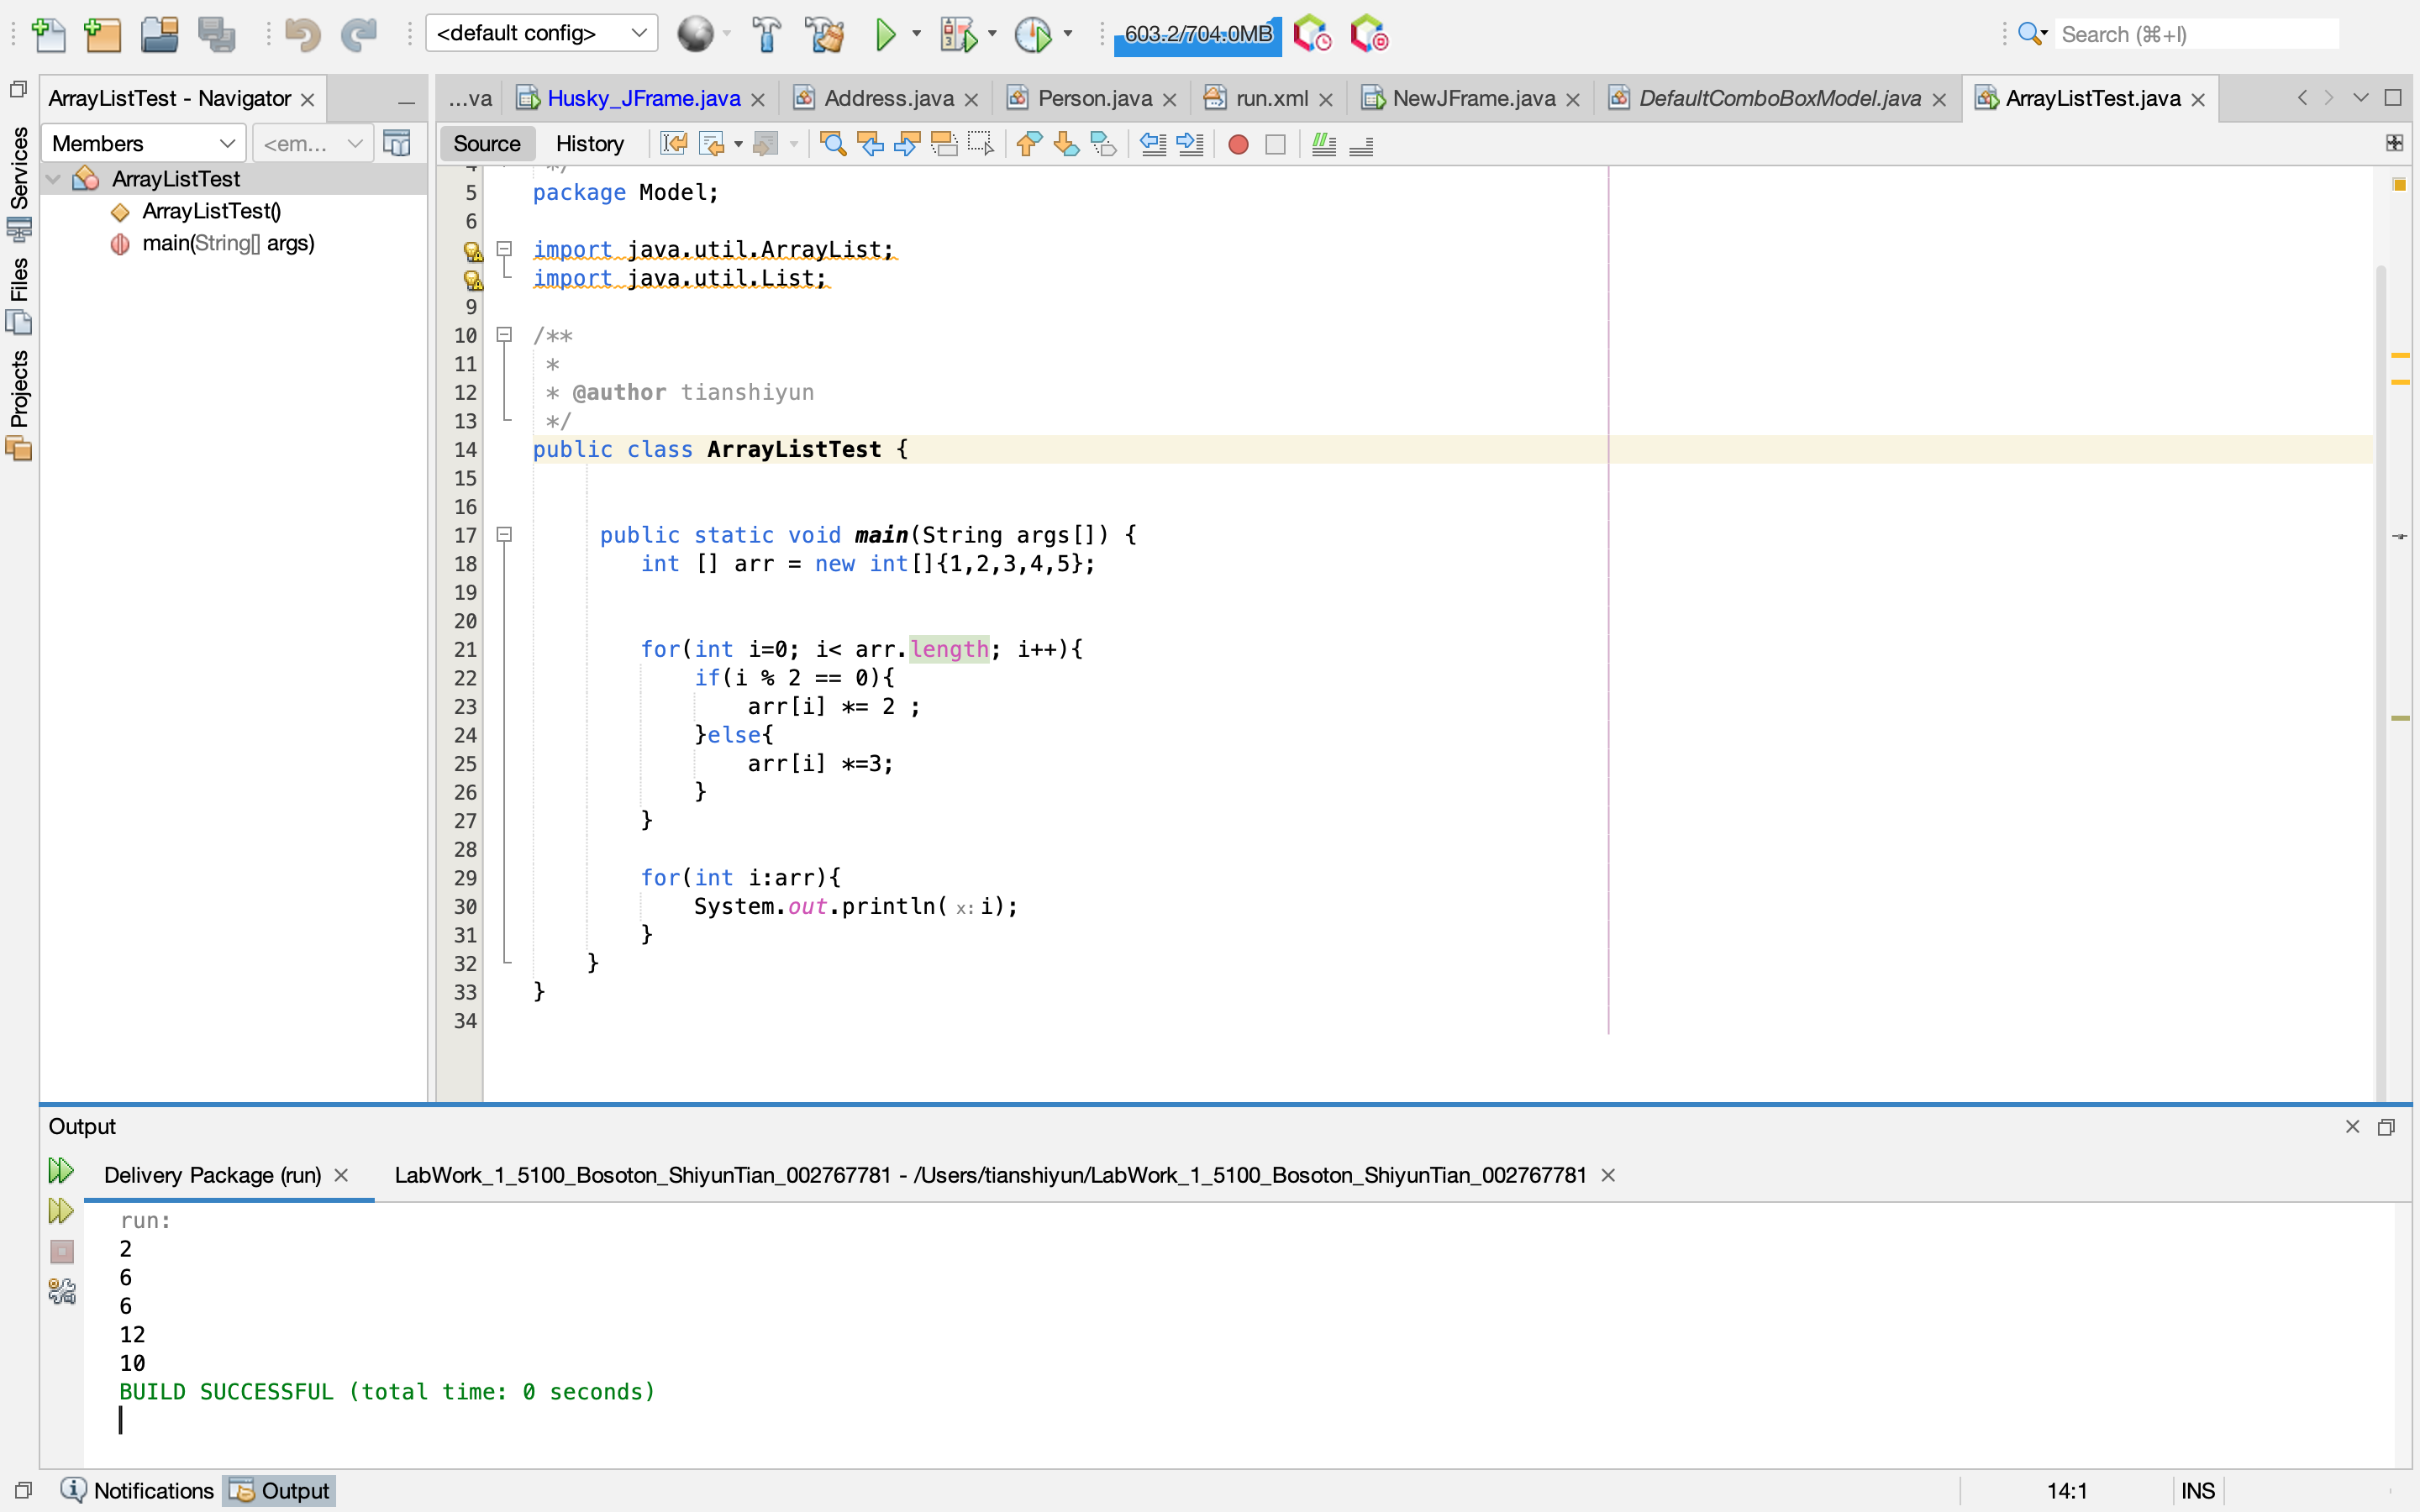 <default config>
603.2/704.0MB
Search (⌘+I)
ArrayListTest - Navigator
...va
Husky_JFrame.java
Address.java
Person.java
run.xml
NewJFrame.java
DefaultComboBoxModel.java
ArrayListTest.java
Members
<em...
Source
History
Services
Files
Projects
ArrayListTest
ArrayListTest()
main(String[] args)
4 */
5 package Model;
6
import java.util.ArrayList;
import java.util.List;
9
10 /**
11 *
12 * @author tianshiyun
13 */
14 public class ArrayListTest {
15
16
17 public static void main(String args[]) {
18 int [] arr = new int[]{1,2,3,4,5};
19
20
21 for(int i=0; i< arr.length; i++){
22 if(i % 2 == 0){
23 arr[i] *= 2 ;
24 }else{
25 arr[i] *=3;
26 }
27 }
28
29 for(int i:arr){
30 System.out.println( x: i);
31 }
32 }
33 }
34
Output
Delivery Package (run)
LabWork_1_5100_Bosoton_ShiyunTian_002767781 - /Users/tianshiyun/LabWork_1_5100_Bosoton_ShiyunTian_002767781
run:
2
6
6
12
10
BUILD SUCCESSFUL (total time: 0 seconds)
Notifications
Output
14:1
INS